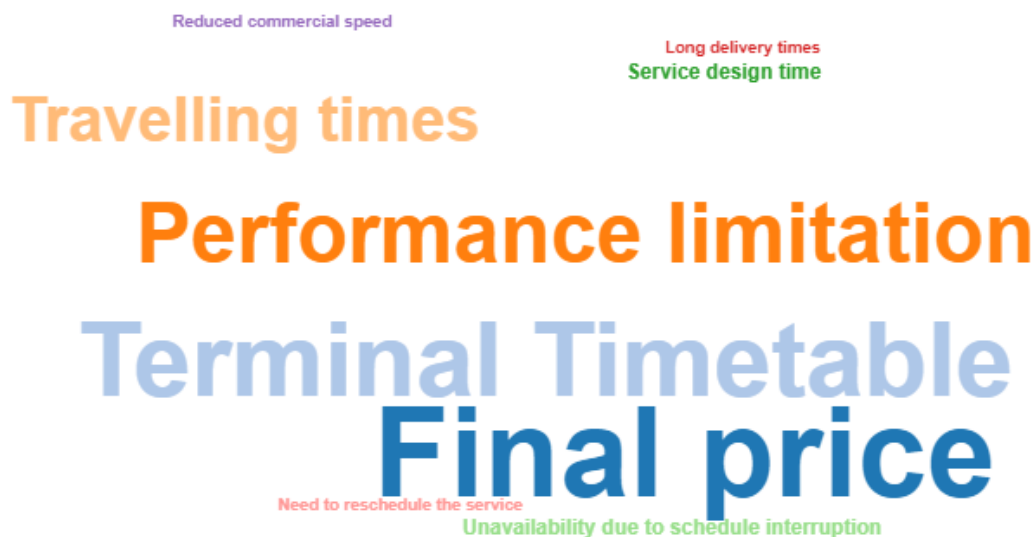 Reduced commercial speed
Long delivery times
Service design time
Travelling times
Performance limitation
Terminal Timetable
Final price
Need to reschedule the service
Unavailability due to schedule interruption